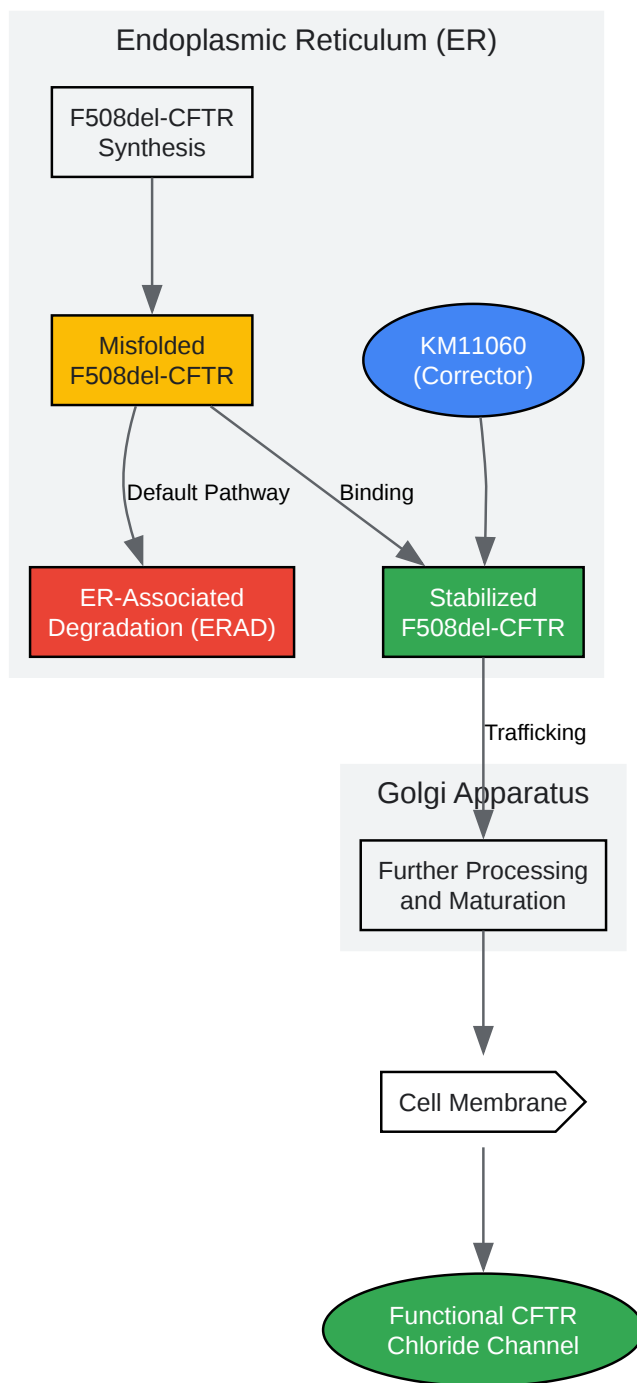 Endoplasmic Reticulum (ER)
F508del-CFTR
Synthesis
Misfolded
F508del-CFTR
KM11060
(Corrector)
Default Pathway
Binding
ER-Associated
Degradation (ERAD)
Stabilized
F508del-CFTR
Trafficking
Golgi Apparatus
Further Processing
and Maturation
Cell Membrane
Functional CFTR
Chloride Channel